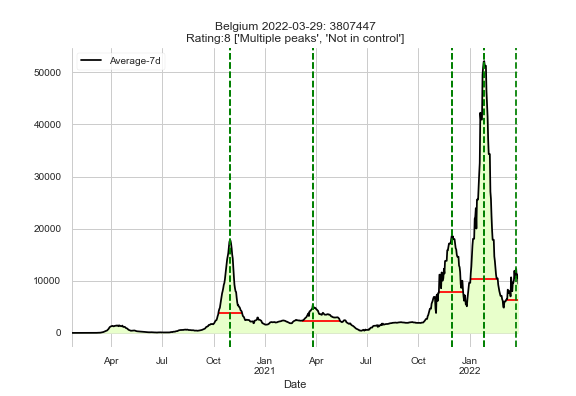 Belgium 2022-03-29: 3807447
Rating:8 ['Multiple peaks', 'Not in control']
Average-7d
50000
40000
30000
20000
10000
0
Apr Jul Oct Jan Apr Jul Oct Jan
2021 2022
Date